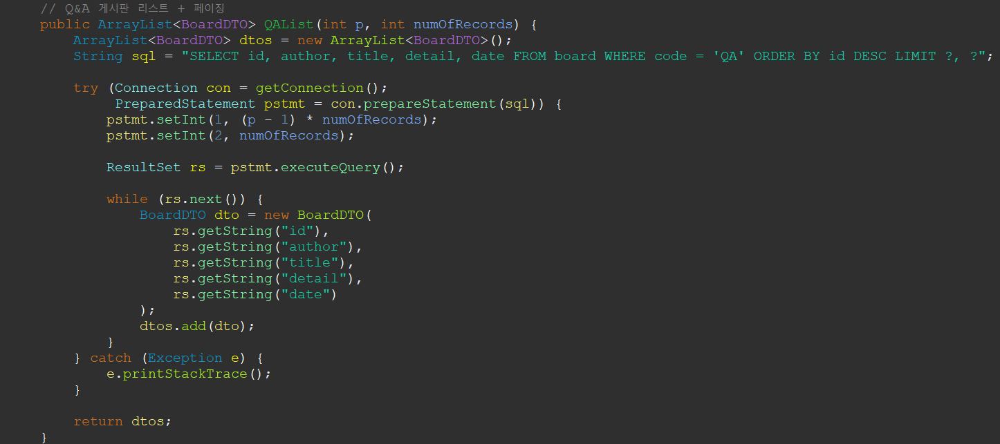 // Q&A 게시판 리스트 + 페이징
public ArrayList<BoardDTO> QAList(int p, int numOfRecords) {
    ArrayList<BoardDTO> dtos = new ArrayList<BoardDTO>();
    String sql = "SELECT id, author, title, detail, date FROM board WHERE code = 'QA' ORDER BY id DESC LIMIT ?, ?";

    try (Connection con = getConnection();
         PreparedStatement pstmt = con.prepareStatement(sql)) {
        pstmt.setInt(1, (p - 1) * numOfRecords);
        pstmt.setInt(2, numOfRecords);

        ResultSet rs = pstmt.executeQuery();

        while (rs.next()) {
            BoardDTO dto = new BoardDTO(
                rs.getString("id"),
                rs.getString("author"),
                rs.getString("title"),
                rs.getString("detail"),
                rs.getString("date")
            );
            dtos.add(dto);
        }
    } catch (Exception e) {
        e.printStackTrace();
    }

    return dtos;
}